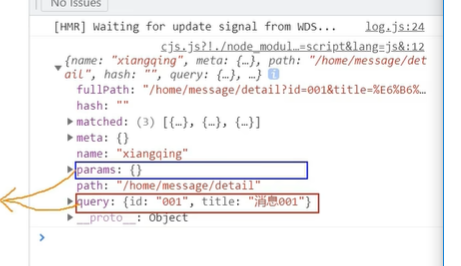 No Issues
[HMR] Waiting for update signal from WDS... log.js:24
cjs.js?!./node_modul…=script&lang=js&:12
{name: "xiangqing", meta: {…}, path: "/home/message/det
ail", hash: "", query: {…}, …}
fullPath: "/home/message/detail?id=001&title=%E6%B6%…
hash: ""
matched: (3) [{…}, {…}, {…}]
meta: {}
name: "xiangqing"
params: {}
path: "/home/message/detail"
query: {id: "001", title: "消息001"}
__proto__: Object